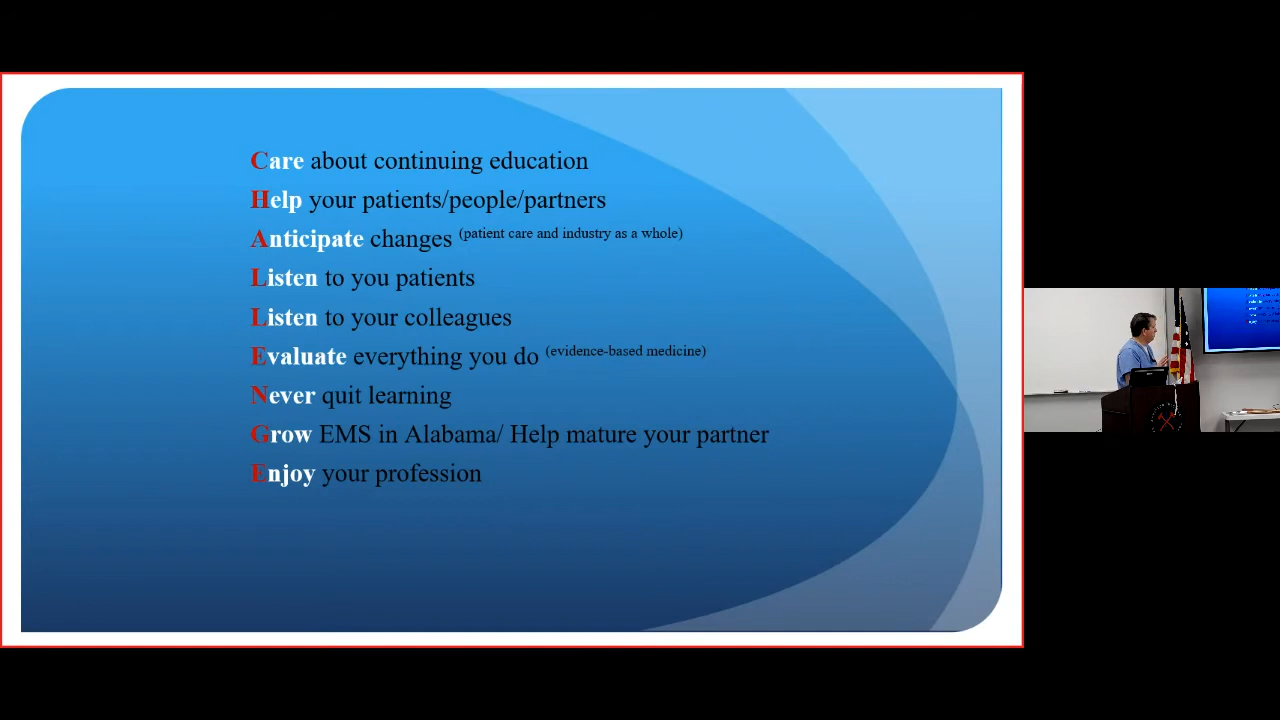 Care about continuing education
Help your patients/people/partners
Anticipate changes (patient care and industry as a whole)
Listen to you patients
Listen to your colleagues
Evaluate everything you do (evidence-based medicine)
Never quit learning
Grow EMS in Alabama/ Help mature your partner
Enjoy your profession